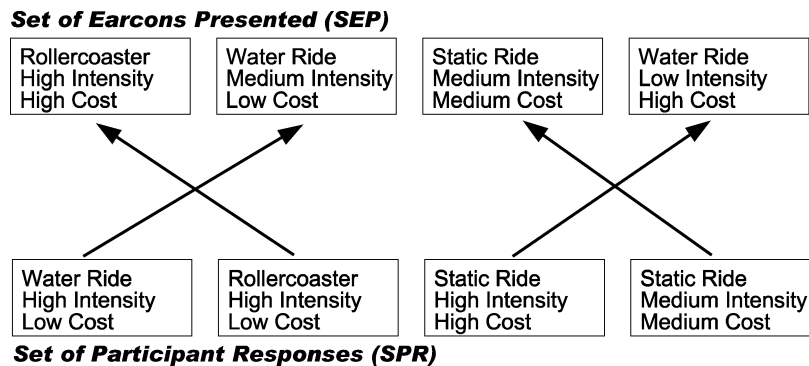 Set of Earcons Presented (SEP)
Rollercoaster
High Intensity
High Cost
Water Ride
Medium Intensity
Low Cost
Static Ride
Medium Intensity
Medium Cost
Water Ride
Low Intensity
High Cost
Water Ride
High Intensity
Low Cost
Rollercoaster
High Intensity
Low Cost
Static Ride
High Intensity
High Cost
Static Ride
Medium Intensity
Medium Cost
Set of Participant Responses (SPR)